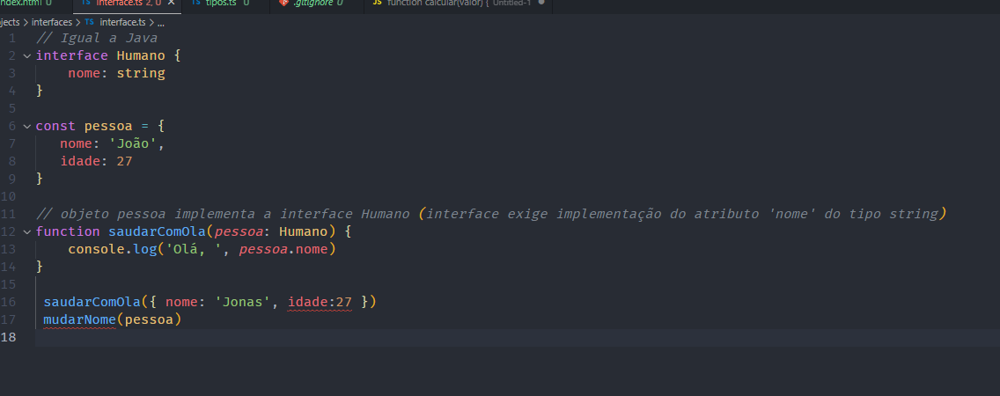 index.html U TS interface.ts 2, U × TS tipos.ts U .gitignore U JS function calcular(valor) { Untitled-1 ●
jects > interfaces > TS interface.ts > ...
1 // Igual a Java
2 interface Humano {
3 nome: string
4 }
5
6 const pessoa = {
7 nome: 'João',
8 idade: 27
9 }
10
11 // objeto pessoa implementa a interface Humano (interface exige implementação do atributo 'nome' do tipo string)
12 function saudarComOla(pessoa: Humano) {
13 console.log('Olá, ', pessoa.nome)
14 }
15
16 saudarComOla({ nome: 'Jonas', idade:27 })
17 mudarNome(pessoa)
18